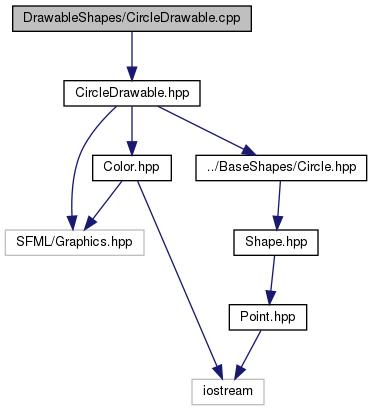 DrawableShapes/CircleDrawable.cpp
CircleDrawable.hpp
Color.hpp
../BaseShapes/Circle.hpp
SFML/Graphics.hpp
Shape.hpp
Point.hpp
iostream